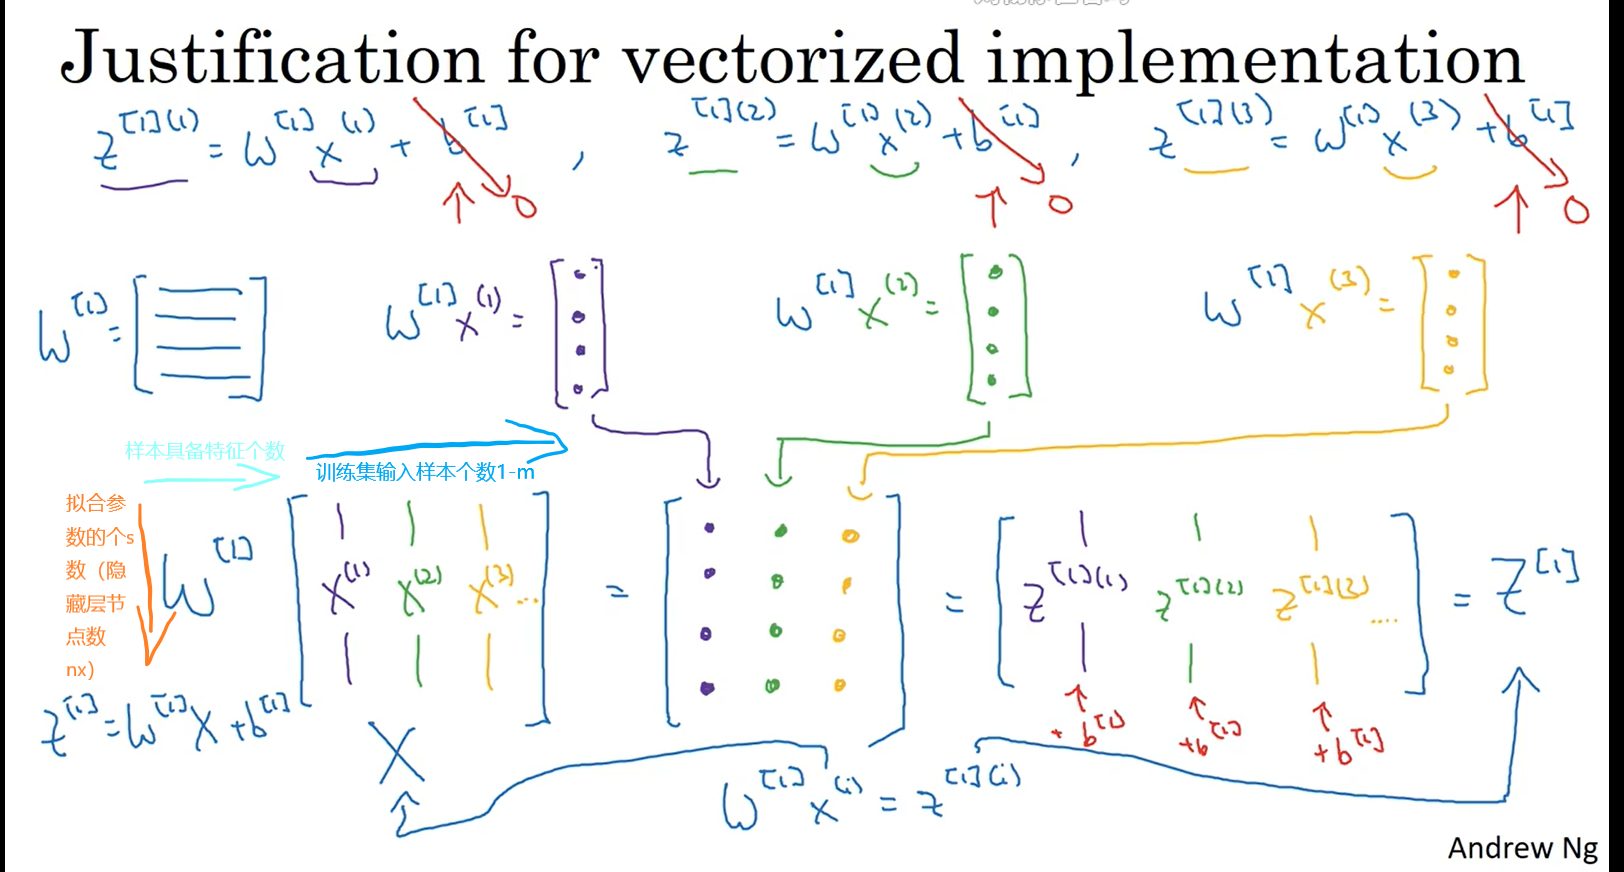 Justification for vectorized implementation
z[1](1) = W[1] x(1) + b[1] , z[1](2) = W[1] x(2) + b[1] , z[1](3) = W[1] x(3) + b[1]
↑ 0 ↑ 0 ↑ 0
W[1] = [ ] W[1] x(1) = [ ] W[1] x(2) = [ ] W[1] x(3) = [ ]
样本具备特征个数
训练集输入样本个数1-m
拟合参
数的个s
数（隐
藏层节
点数
nx）
W[1] [ x(1) x(2) x(3) ... ] = [ ] = [ z[1](1) z[1](2) z[1](3) .... ] = Z[1]
+ b[1] + b[1] + b[1]
z[1] = W[1] X + b[1]
X
W[1] x(i) = z[1](i)
Andrew Ng